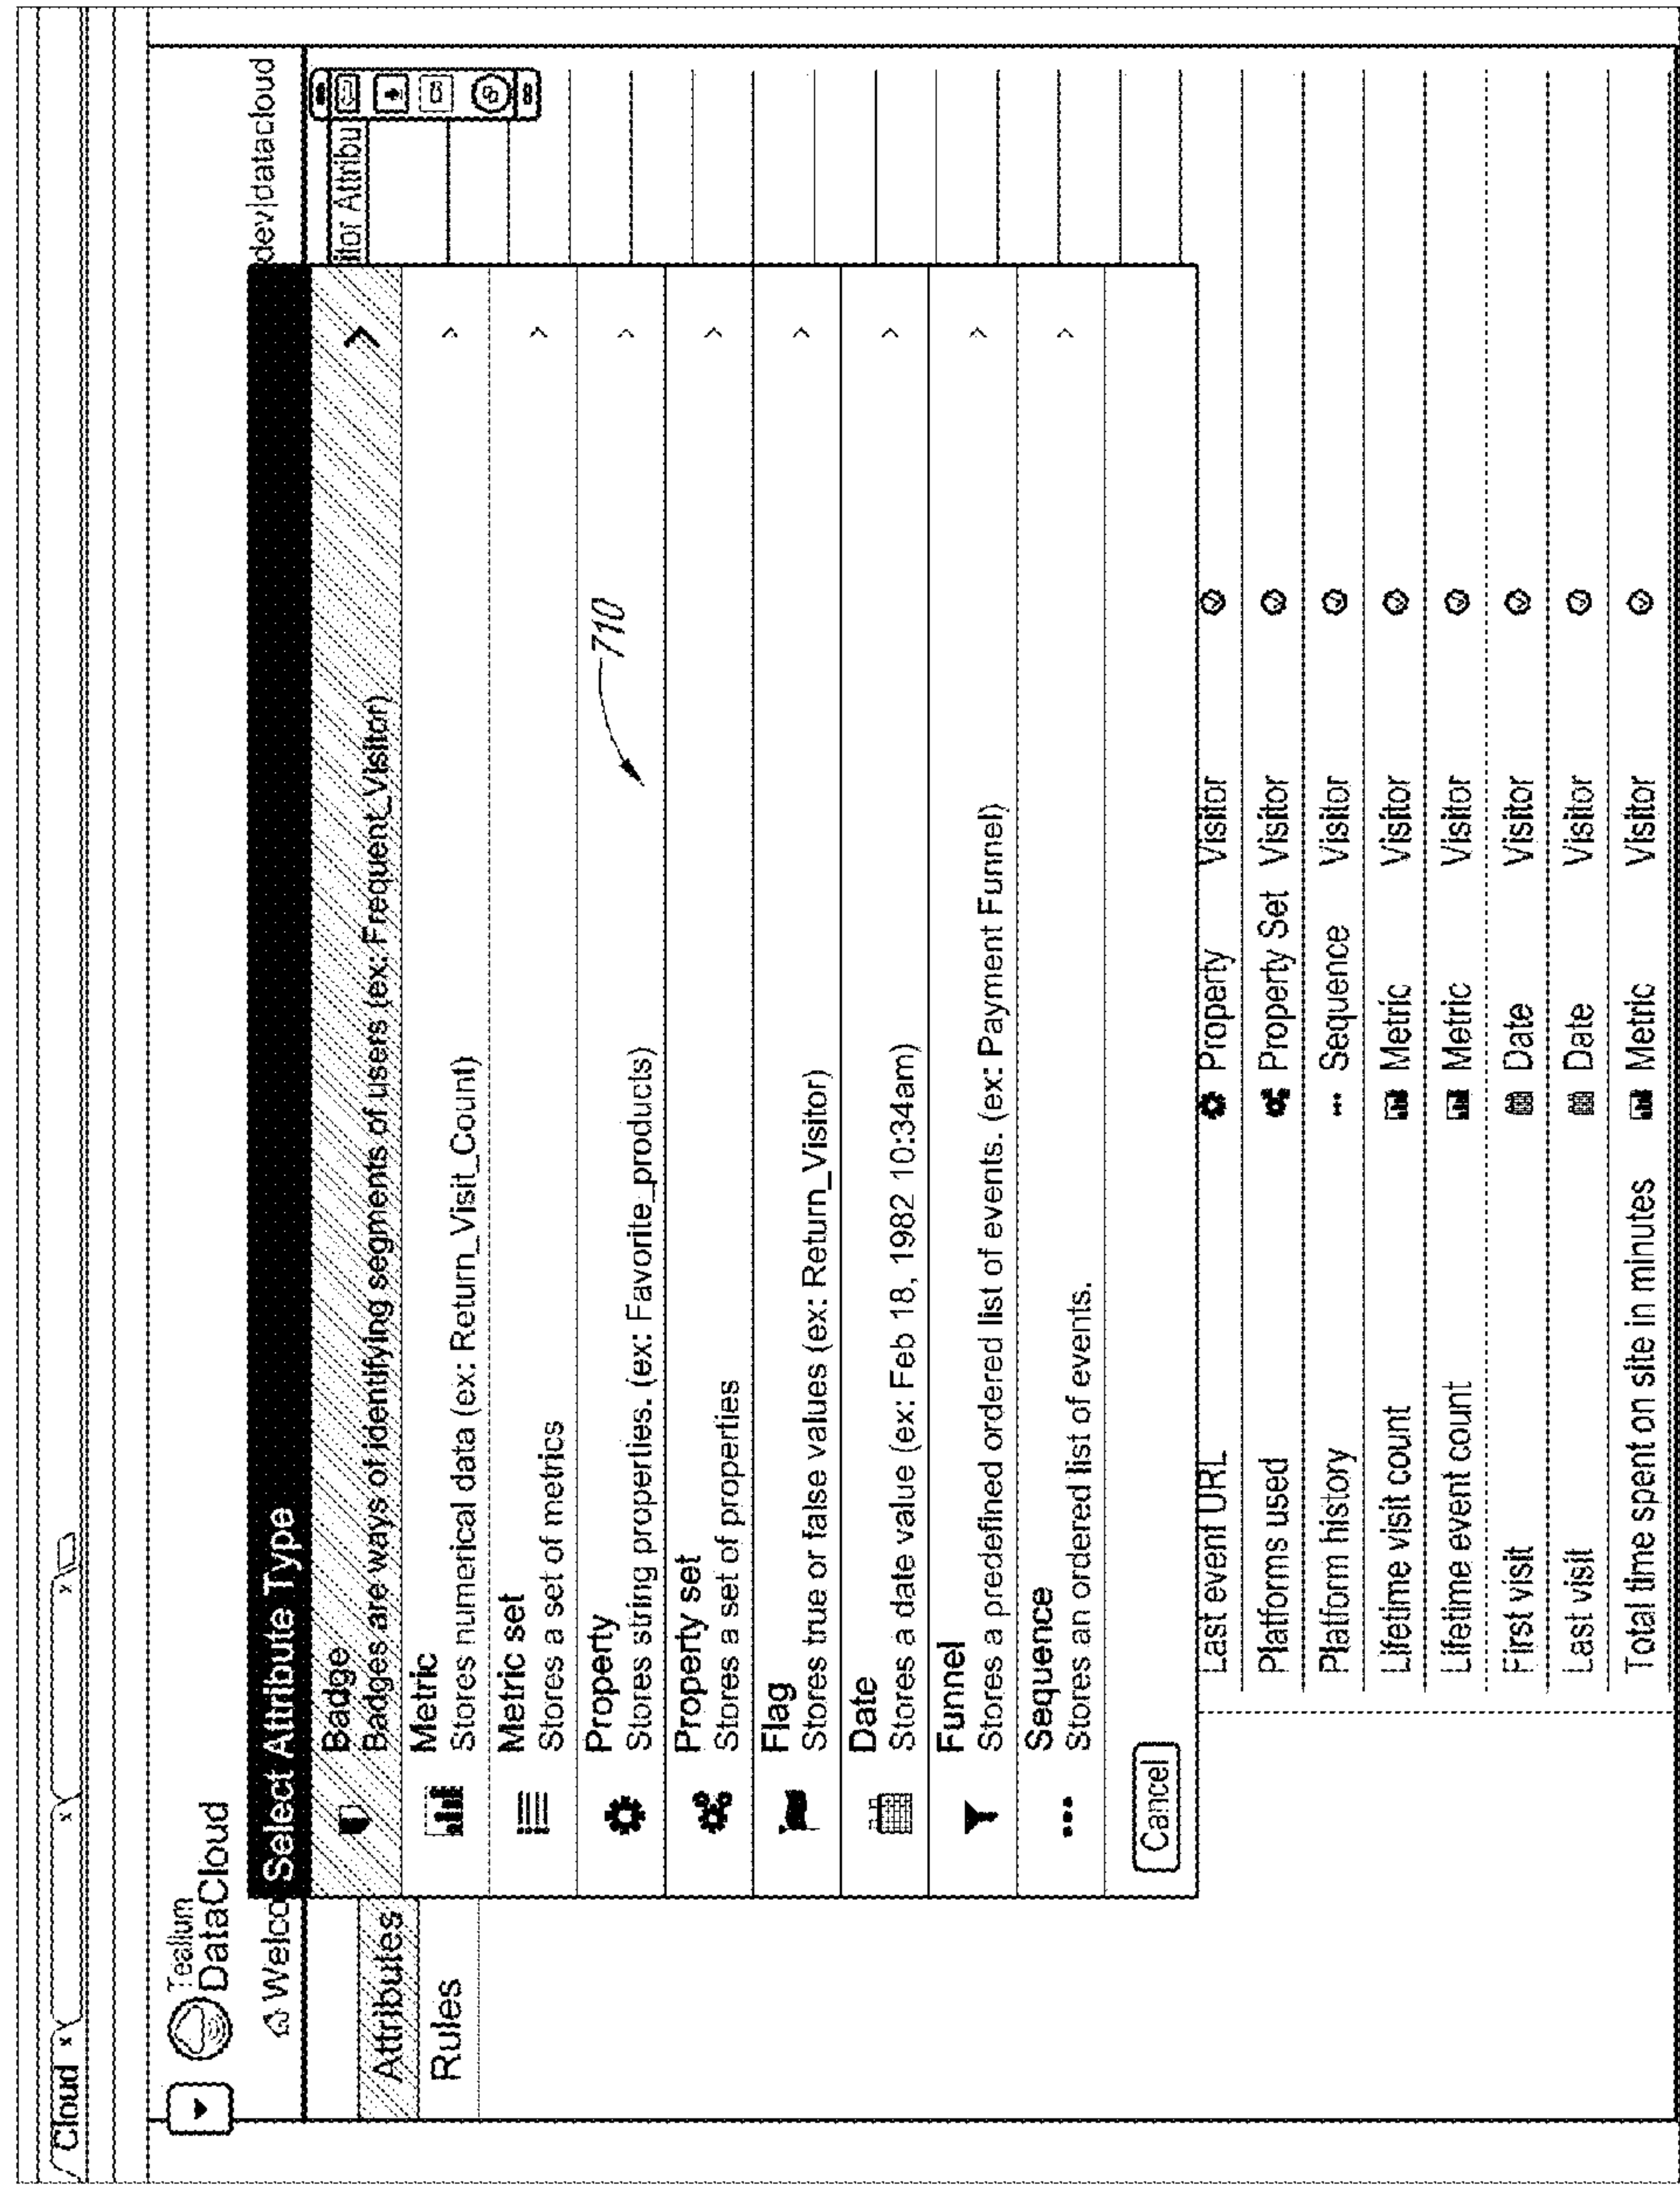 Cloud x
x
x
Tealium
DataCloud
Welco
dev|datacloud
Select Attribute Type
itor Attribu
Attributes
Rules
Badge
Badges are ways of identifying segments of users (ex: Frequent_Visitor)
Metric
Stores numerical data (ex: Return_Visit_Count)
Metric set
Stores a set of metrics
Property
Stores string properties. (ex: Favorite_products)
710
Property set
Stores a set of properties
Flag
Stores true or false values (ex: Return_Visitor)
Date
Stores a date value (ex: Feb 18, 1982 10:34am)
Funnel
Stores a predefined ordered list of events. (ex: Payment Funnel)
Sequence
Stores an ordered list of events.
Cancel
Last event URL Property Visitor
Platforms used Property Set Visitor
Platform history Sequence Visitor
Lifetime visit count Metric Visitor
Lifetime event count Metric Visitor
First visit Date Visitor
Last visit Date Visitor
Total time spent on site in minutes Metric Visitor